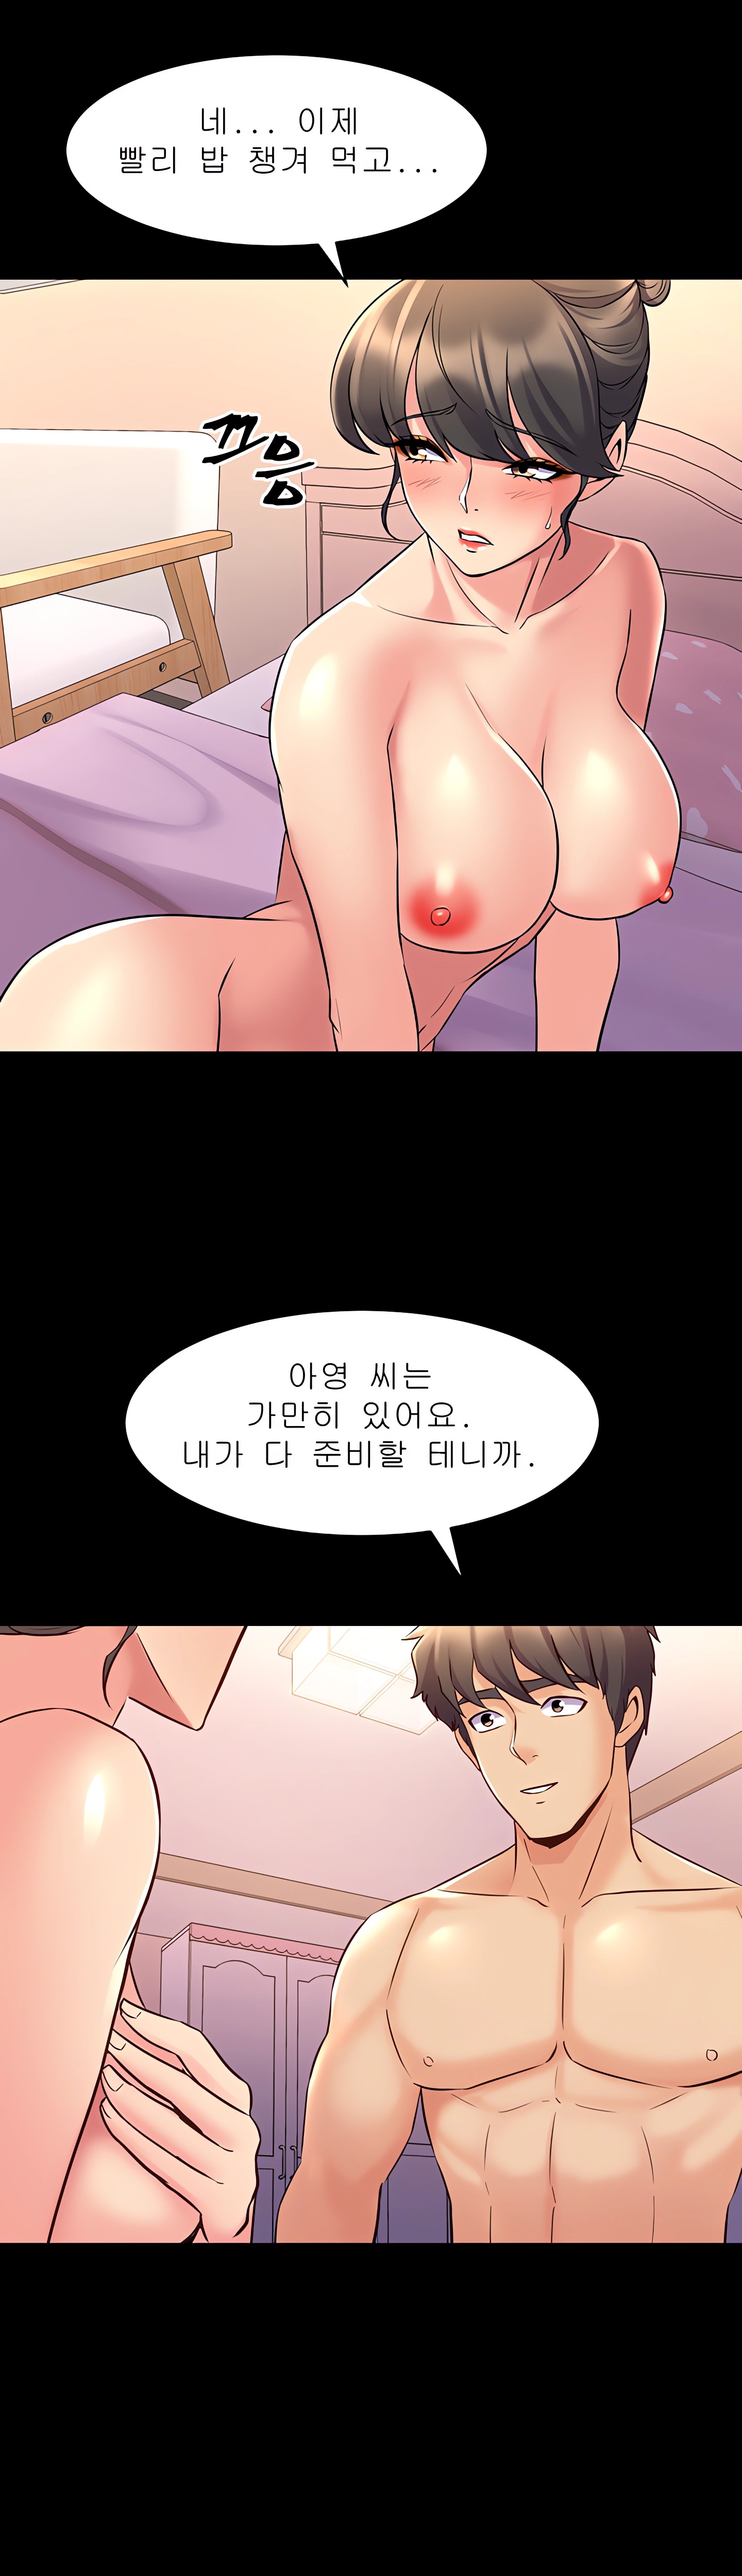 네... 이제
빨리 밥 챙겨 먹고...
끄응
아영 씨는
가만히 있어요.
내가 다 준비할 테니까.